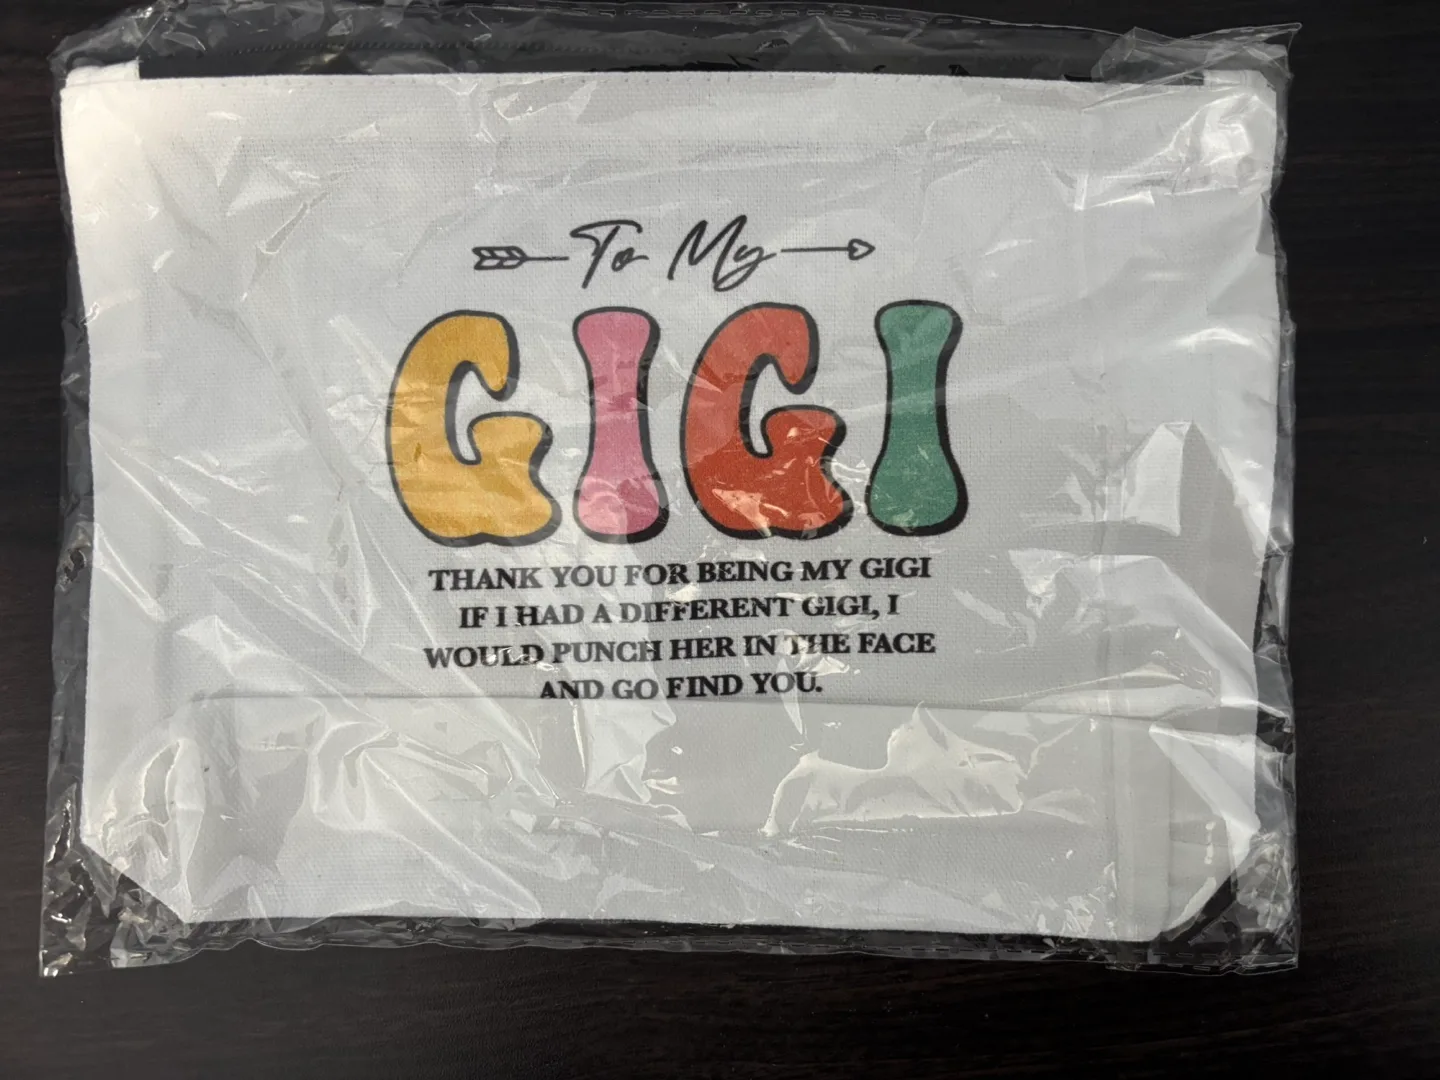 To My
GIGI
THANK YOU FOR BEING MY GIGI
IF I HAD A DIFFERENT GIGI, I
WOULD PUNCH HER IN THE FACE
AND GO FIND YOU.